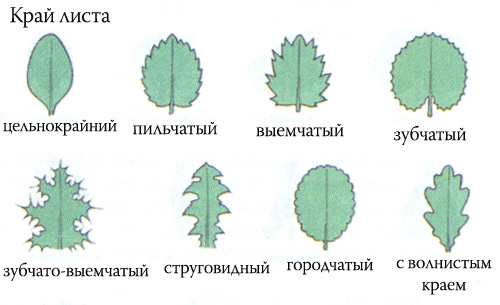 Край листа
цельнокрайний
пильчатый
выемчатый
зубчатый
зубчато-выемчатый
струговидный
городчатый
с волнистым
краем